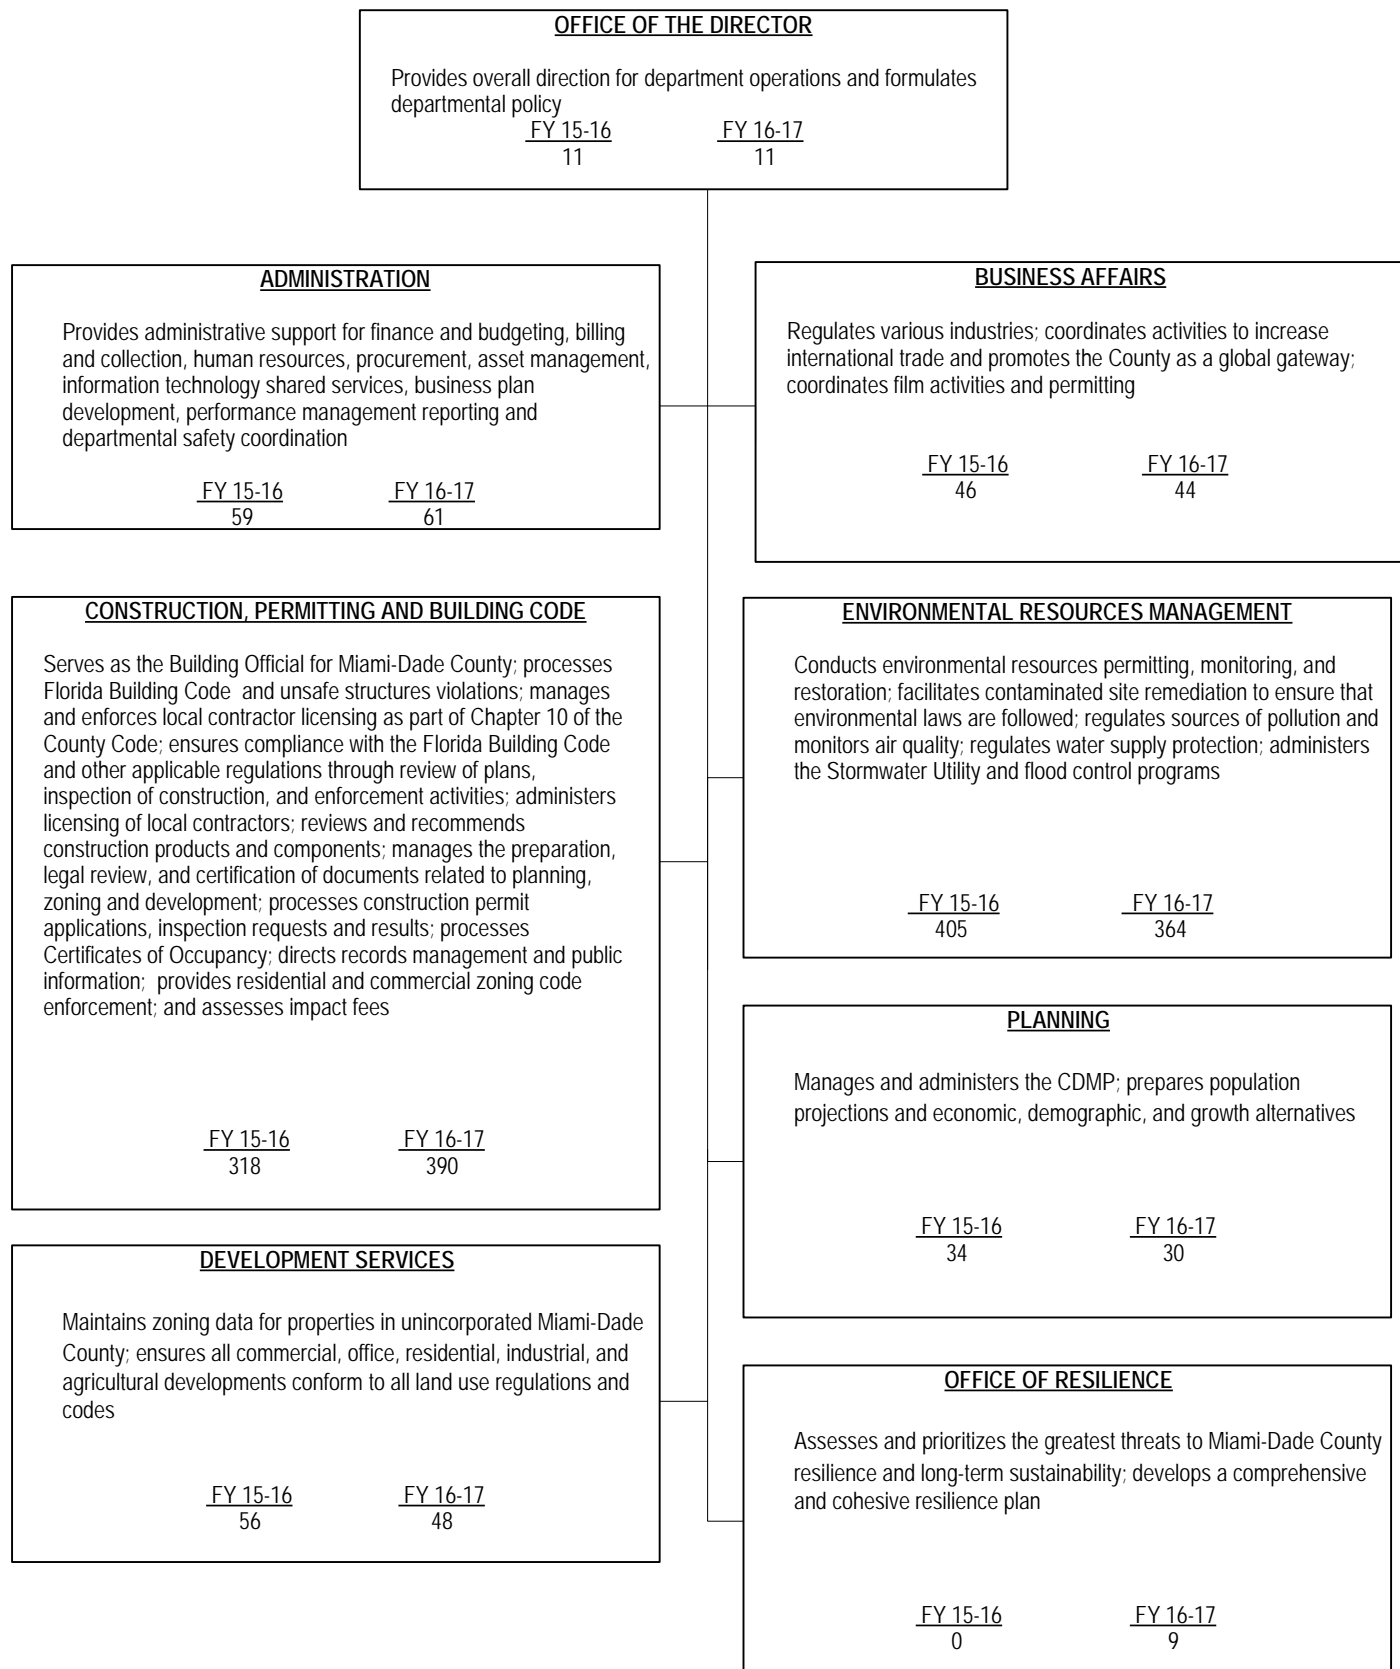 OFFICE OF THE DIRECTOR
Provides overall direction for department operations and formulates
departmental policy
FY 15-16 FY 16-17
11 11
ADMINISTRATION
Provides administrative support for finance and budgeting, billing
and collection, human resources, procurement, asset management,
information technology shared services, business plan
development, performance management reporting and
departmental safety coordination
FY 15-16 FY 16-17
59 61
BUSINESS AFFAIRS
Regulates various industries; coordinates activities to increase
international trade and promotes the County as a global gateway;
coordinates film activities and permitting
FY 15-16 FY 16-17
46 44
CONSTRUCTION, PERMITTING AND BUILDING CODE
Serves as the Building Official for Miami-Dade County; processes
Florida Building Code and unsafe structures violations; manages
and enforces local contractor licensing as part of Chapter 10 of the
County Code; ensures compliance with the Florida Building Code
and other applicable regulations through review of plans,
inspection of construction, and enforcement activities; administers
licensing of local contractors; reviews and recommends
construction products and components; manages the preparation,
legal review, and certification of documents related to planning,
zoning and development; processes construction permit
applications, inspection requests and results; processes
Certificates of Occupancy; directs records management and public
information; provides residential and commercial zoning code
enforcement; and assesses impact fees
FY 15-16 FY 16-17
318 390
ENVIRONMENTAL RESOURCES MANAGEMENT
Conducts environmental resources permitting, monitoring, and
restoration; facilitates contaminated site remediation to ensure that
environmental laws are followed; regulates sources of pollution and
monitors air quality; regulates water supply protection; administers
the Stormwater Utility and flood control programs
FY 15-16 FY 16-17
405 364
PLANNING
Manages and administers the CDMP; prepares population
projections and economic, demographic, and growth alternatives
FY 15-16 FY 16-17
34 30
DEVELOPMENT SERVICES
Maintains zoning data for properties in unincorporated Miami-Dade
County; ensures all commercial, office, residential, industrial, and
agricultural developments conform to all land use regulations and
codes
FY 15-16 FY 16-17
56 48
OFFICE OF RESILIENCE
Assesses and prioritizes the greatest threats to Miami-Dade County
resilience and long-term sustainability; develops a comprehensive
and cohesive resilience plan
FY 15-16 FY 16-17
0 9